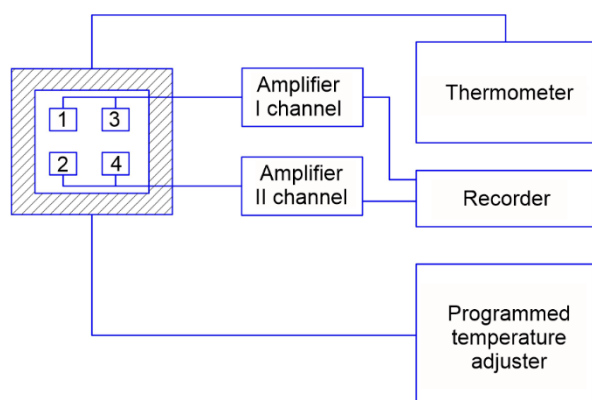 Thermometer
Amplifier
I channel
1
3
2
4
Amplifier
II channel
Recorder
Programmed
temperature
adjuster